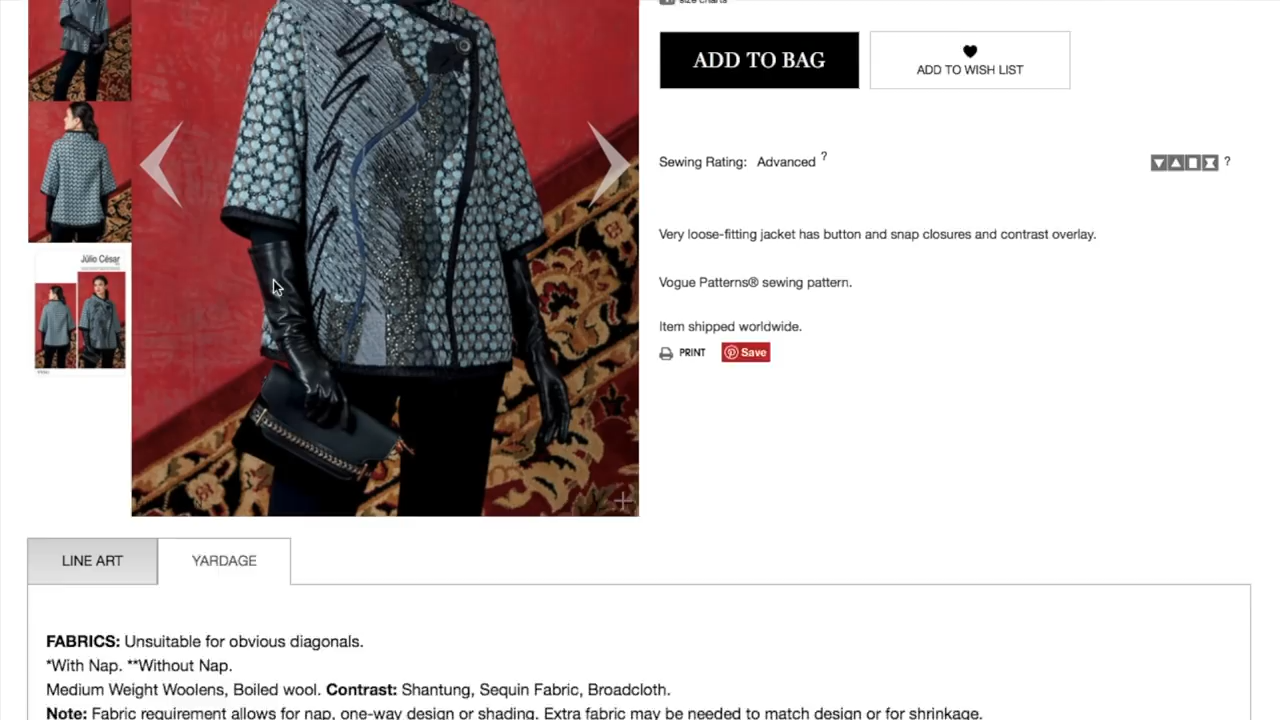 size charts
ADD TO BAG
ADD TO WISH LIST
Sewing Rating: Advanced ?
?
Very loose-fitting jacket has button and snap closures and contrast overlay.
Vogue Patterns® sewing pattern.
Item shipped worldwide.
PRINT
Save
Júlio César
LINE ART
YARDAGE
FABRICS: Unsuitable for obvious diagonals.
*With Nap. **Without Nap.
Medium Weight Woolens, Boiled wool. Contrast: Shantung, Sequin Fabric, Broadcloth.
Note: Fabric requirement allows for nap, one-way design or shading. Extra fabric may be needed to match design or for shrinkage.